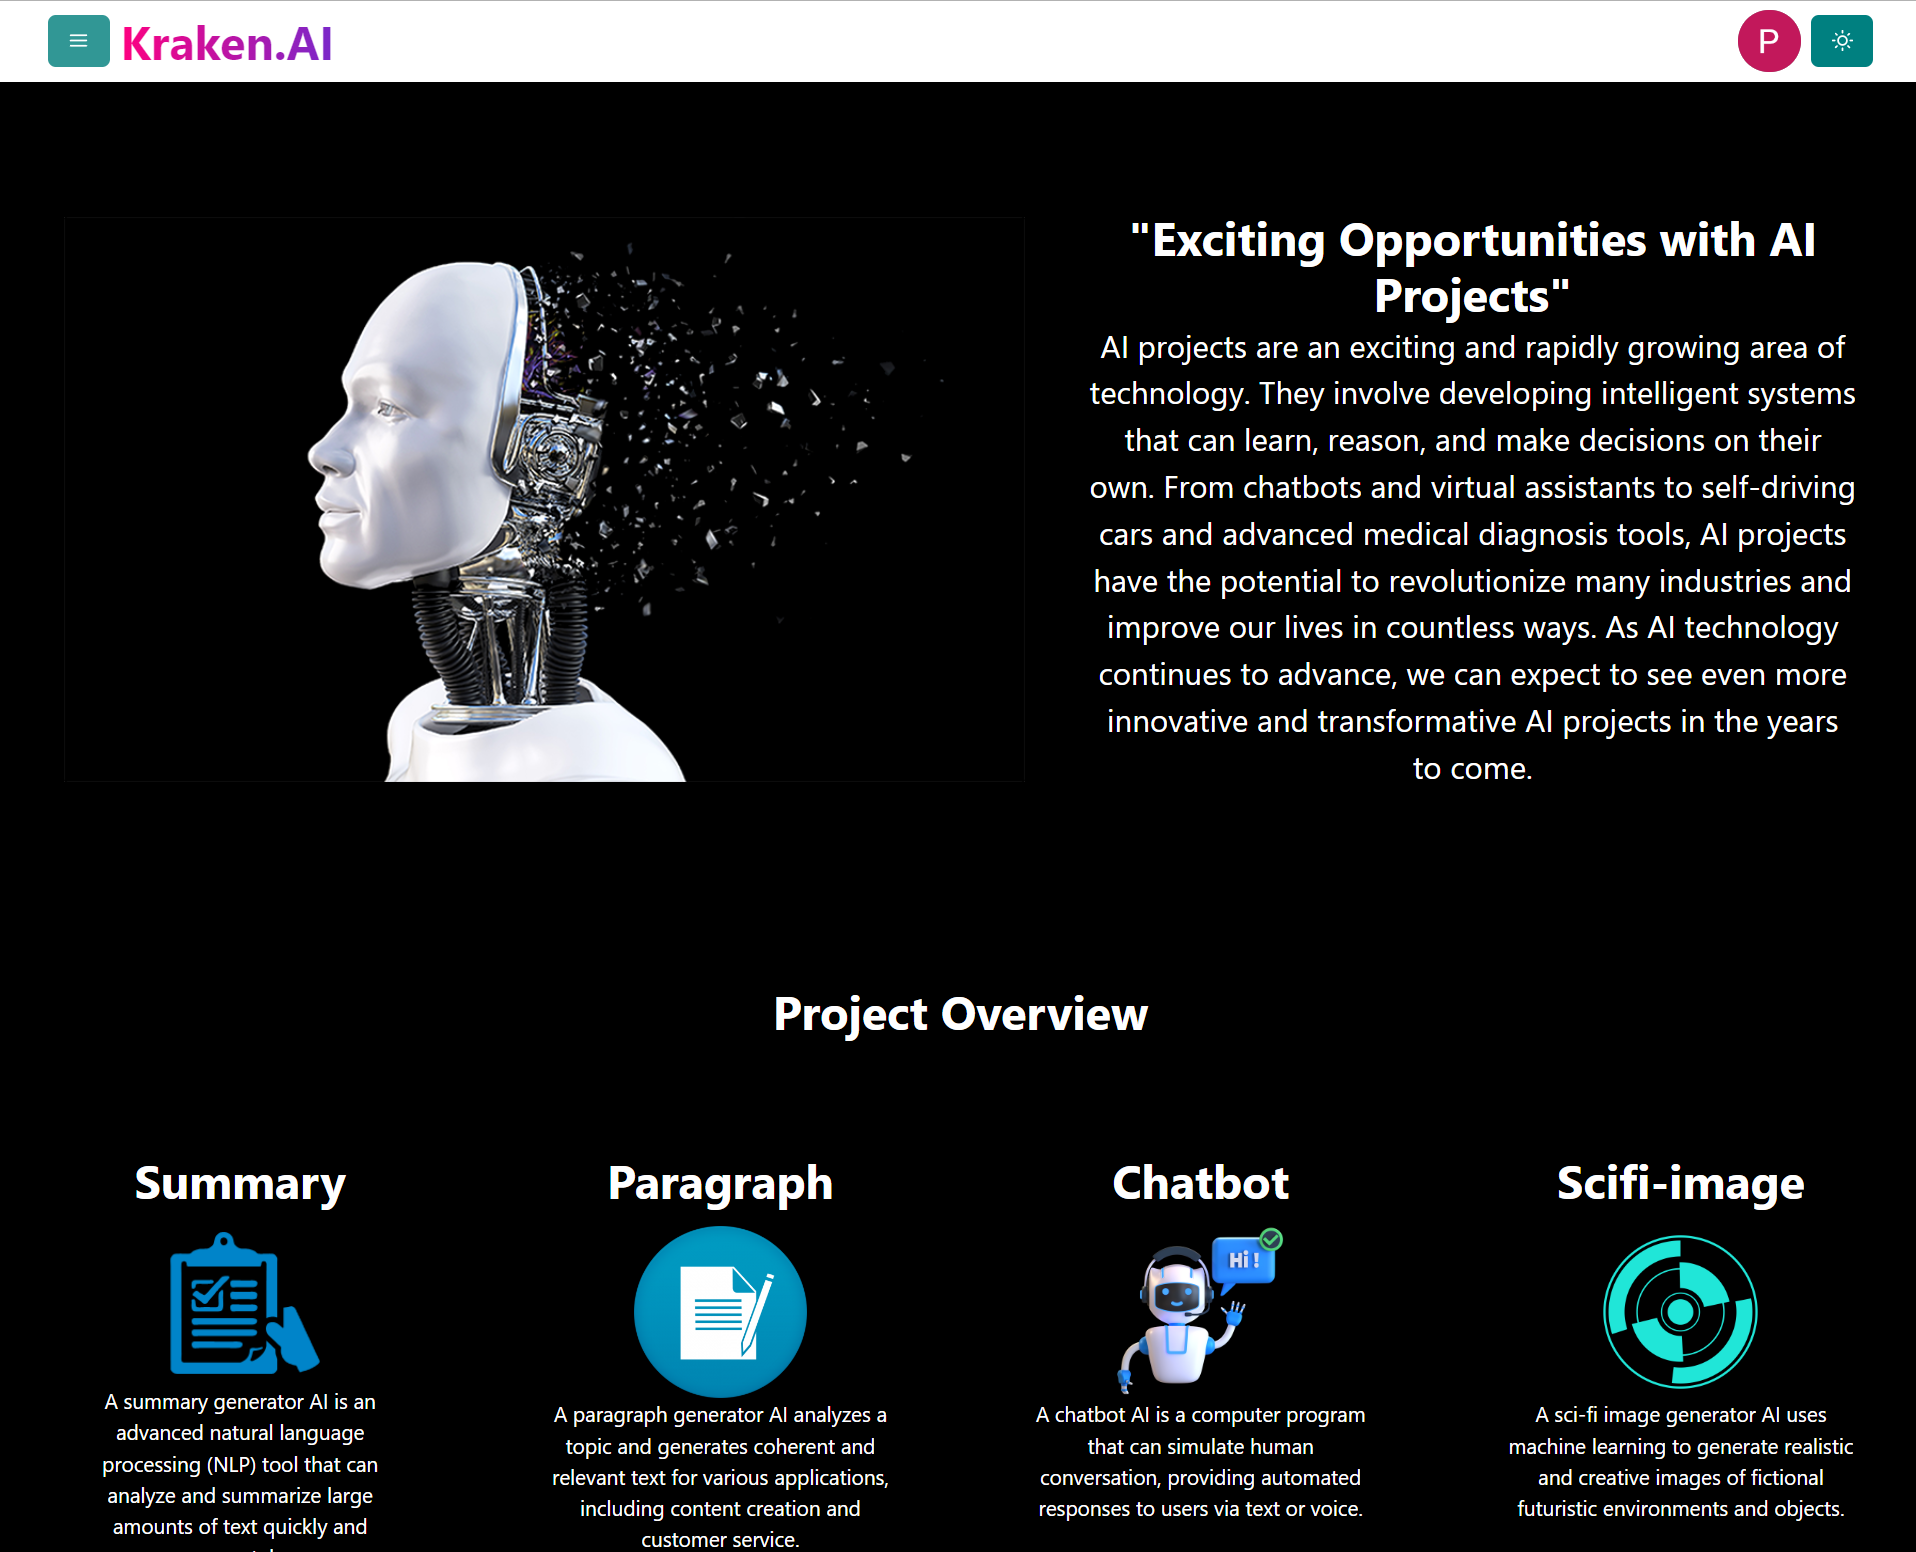 Kraken.AI
P
"Exciting Opportunities with AI
Projects"
AI projects are an exciting and rapidly growing area of
technology. They involve developing intelligent systems
that can learn, reason, and make decisions on their
own. From chatbots and virtual assistants to self-driving
cars and advanced medical diagnosis tools, AI projects
have the potential to revolutionize many industries and
improve our lives in countless ways. As AI technology
continues to advance, we can expect to see even more
innovative and transformative AI projects in the years
to come.
Project Overview
Summary
A summary generator AI is an
advanced natural language
processing (NLP) tool that can
analyze and summarize large
amounts of text quickly and
Paragraph
A paragraph generator AI analyzes a
topic and generates coherent and
relevant text for various applications,
including content creation and
customer service.
Chatbot
Hi !
A chatbot AI is a computer program
that can simulate human
conversation, providing automated
responses to users via text or voice.
Scifi-image
A sci-fi image generator AI uses
machine learning to generate realistic
and creative images of fictional
futuristic environments and objects.